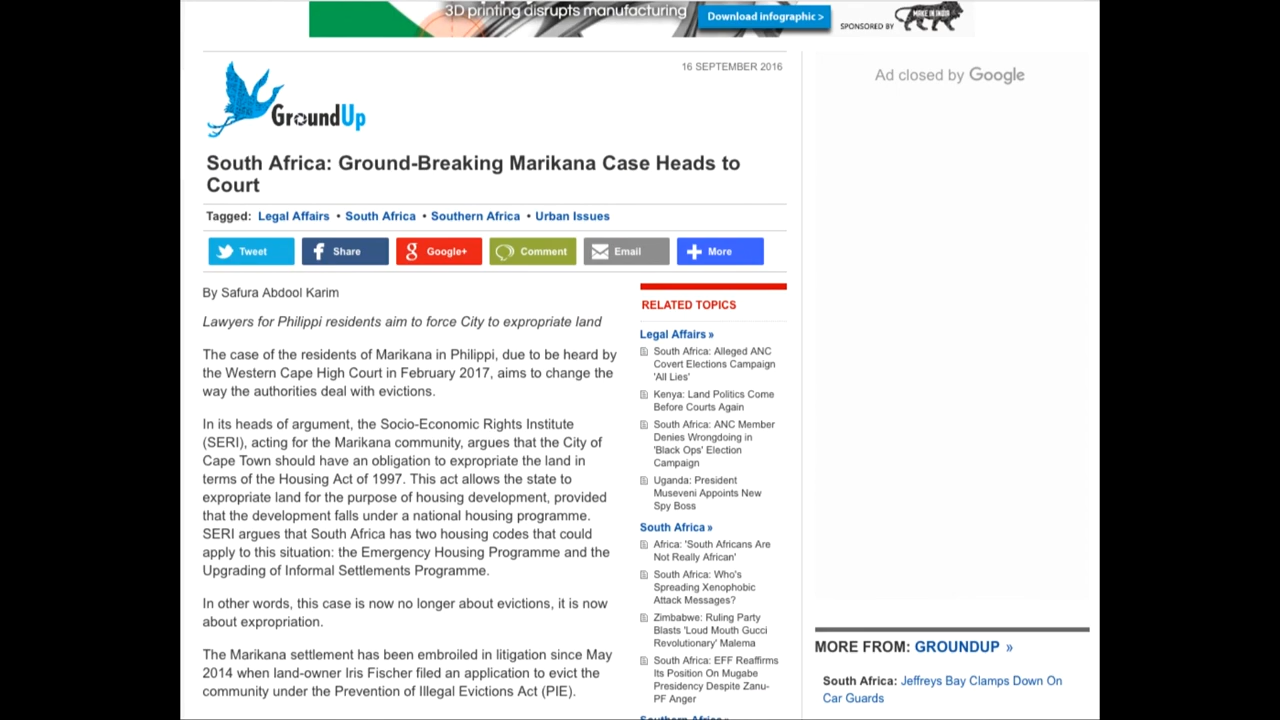 3D printing disrupts manufacturing
Download infographic >
SPONSORED BY
MAKE IN INDIA
16 SEPTEMBER 2016
GroundUp
Ad closed by Google
South Africa: Ground-Breaking Marikana Case Heads to
Court
Tagged: Legal Affairs • South Africa • Southern Africa • Urban Issues
Tweet
Share
Google+
Comment
Email
More
By Safura Abdool Karim
Lawyers for Philippi residents aim to force City to expropriate land
The case of the residents of Marikana in Philippi, due to be heard by
the Western Cape High Court in February 2017, aims to change the
way the authorities deal with evictions.
In its heads of argument, the Socio-Economic Rights Institute
(SERI), acting for the Marikana community, argues that the City of
Cape Town should have an obligation to expropriate the land in
terms of the Housing Act of 1997. This act allows the state to
expropriate land for the purpose of housing development, provided
that the development falls under a national housing programme.
SERI argues that South Africa has two housing codes that could
apply to this situation: the Emergency Housing Programme and the
Upgrading of Informal Settlements Programme.
In other words, this case is now no longer about evictions, it is now
about expropriation.
The Marikana settlement has been embroiled in litigation since May
2014 when land-owner Iris Fischer filed an application to evict the
community under the Prevention of Illegal Evictions Act (PIE).
RELATED TOPICS
Legal Affairs »
South Africa: Alleged ANC
Covert Elections Campaign
'All Lies'
Kenya: Land Politics Come
Before Courts Again
South Africa: ANC Member
Denies Wrongdoing in
'Black Ops' Election
Campaign
Uganda: President
Museveni Appoints New
Spy Boss
South Africa »
Africa: 'South Africans Are
Not Really African'
South Africa: Who's
Spreading Xenophobic
Attack Messages?
Zimbabwe: Ruling Party
Blasts 'Loud Mouth Gucci
Revolutionary' Malema
South Africa: EFF Reaffirms
Its Position On Mugabe
Presidency Despite Zanu-
PF Anger
Southern Africa »
MORE FROM: GROUNDUP »
South Africa: Jeffreys Bay Clamps Down On
Car Guards